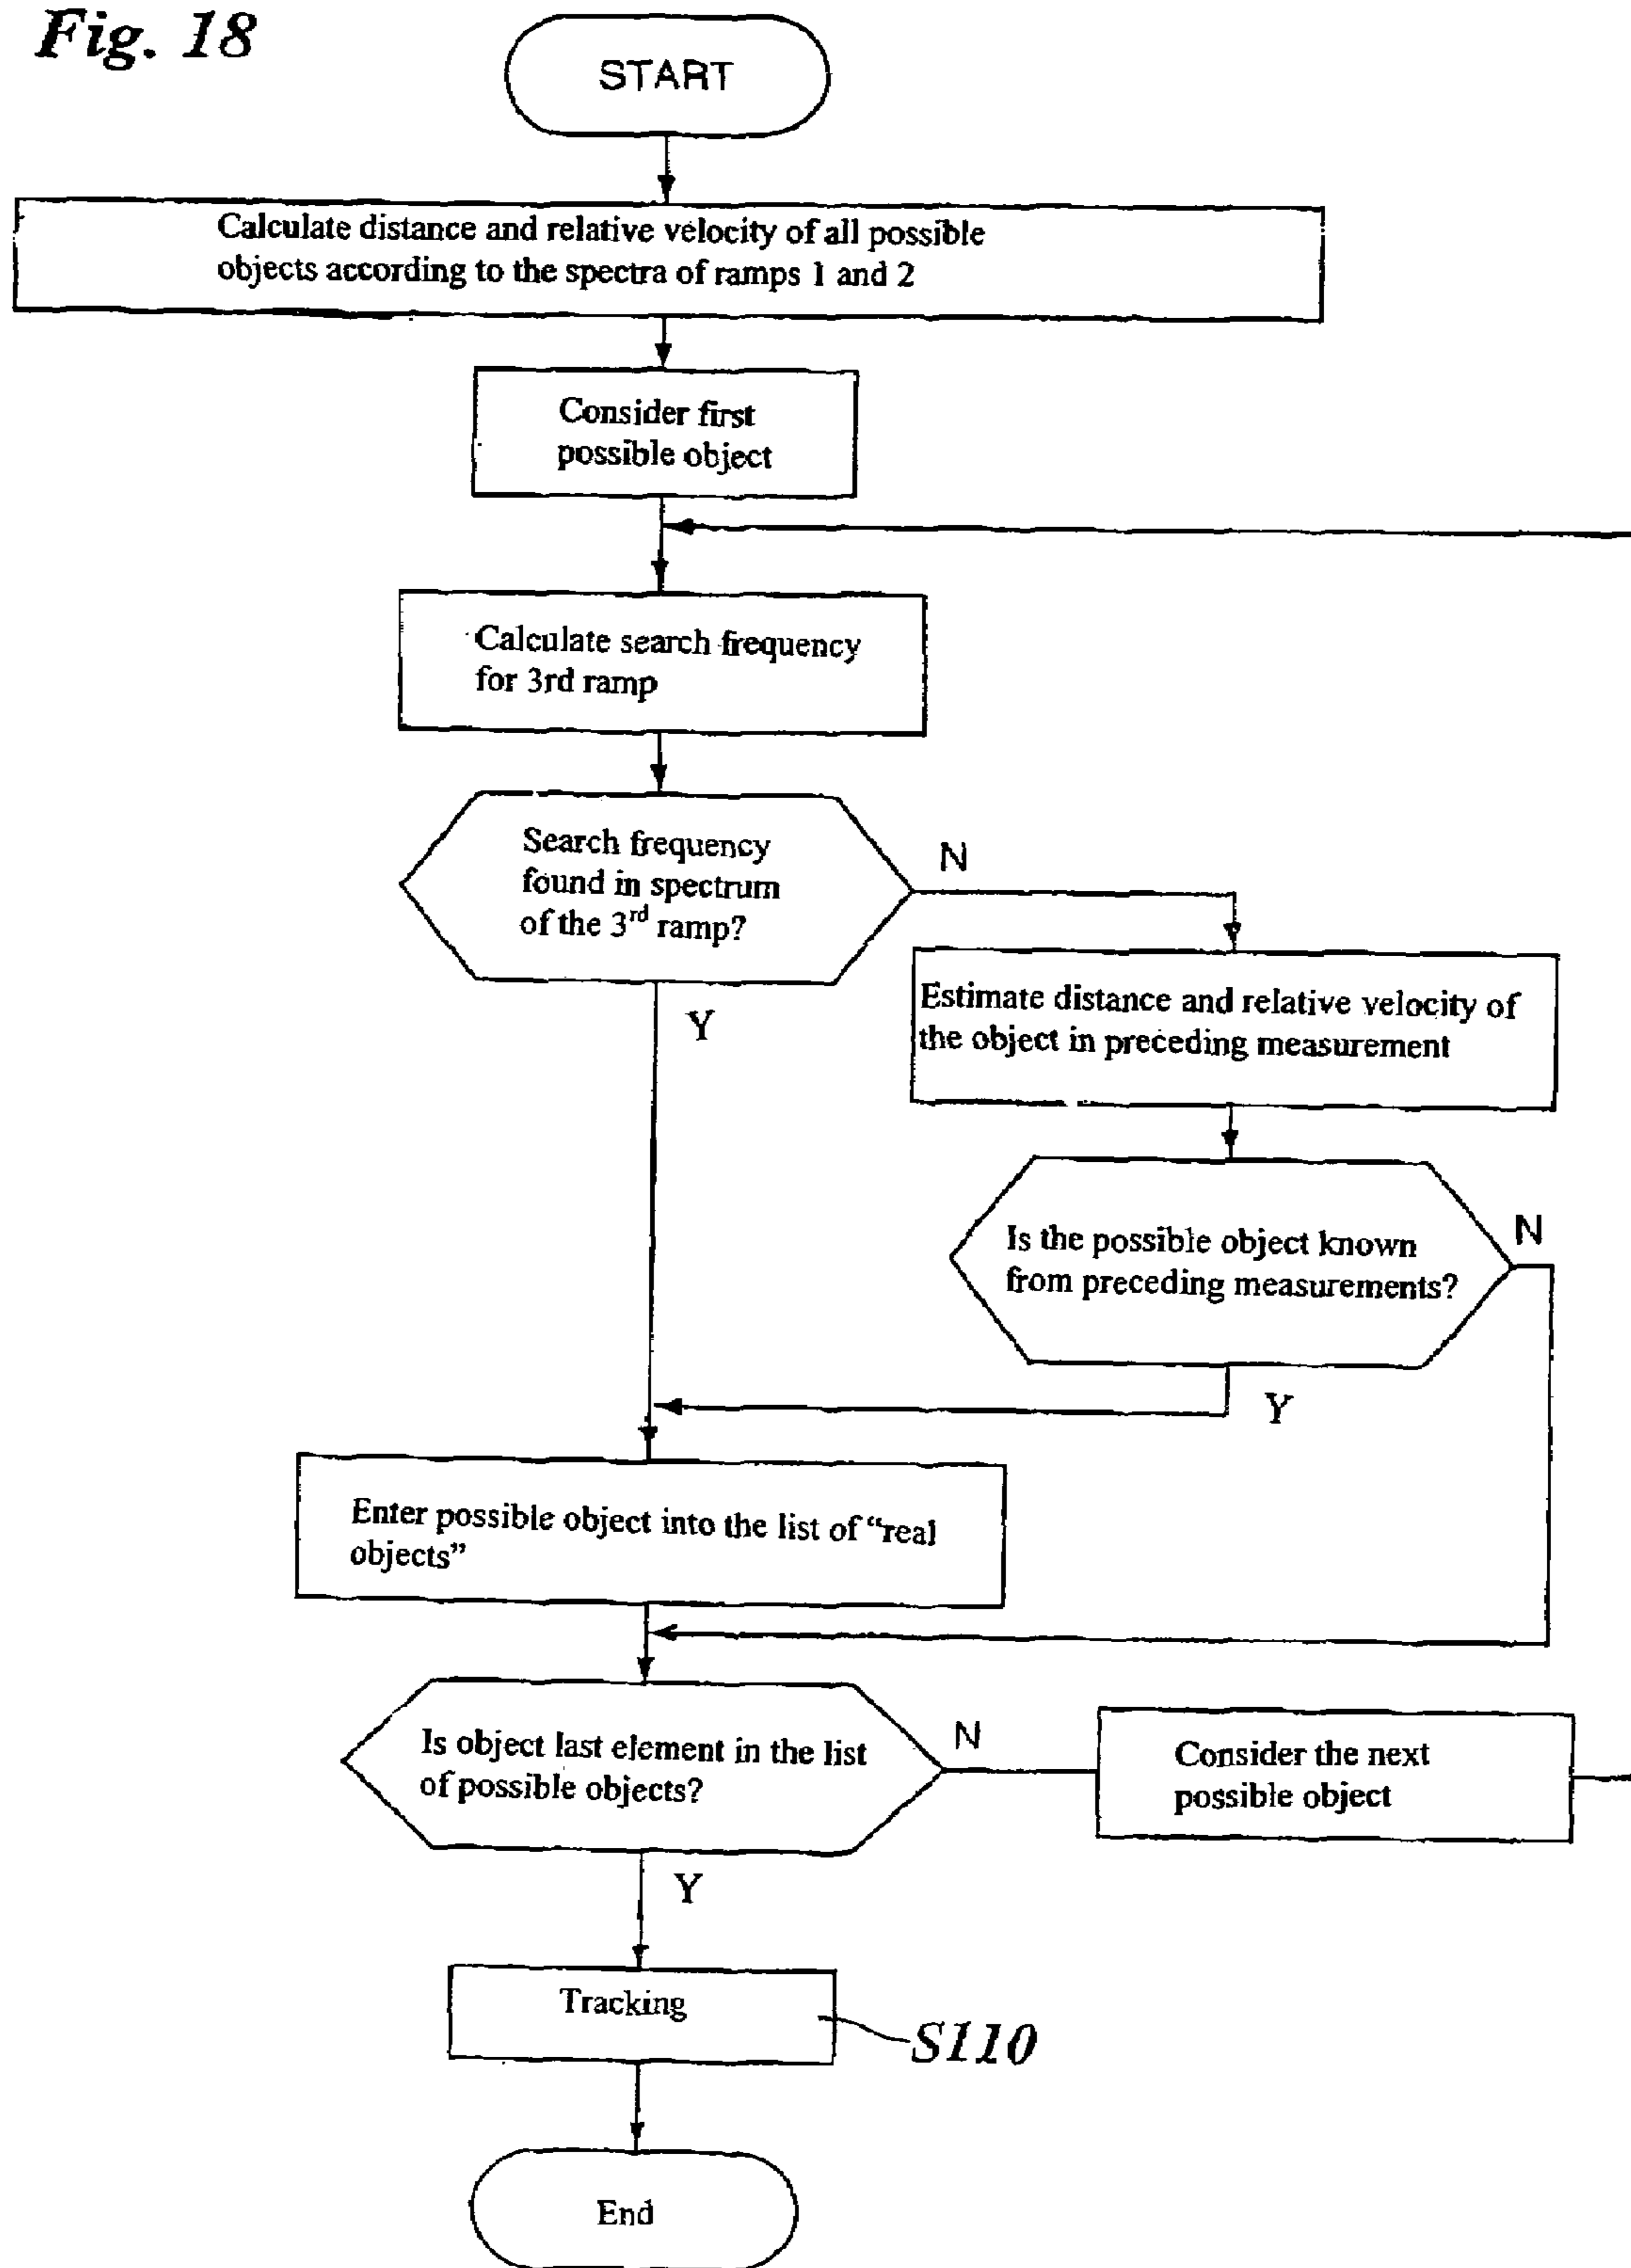 Fig. 18
START
Calculate distance and relative velocity of all possible
objects according to the spectra of ramps 1 and 2
Consider first
possible object
Calculate search frequency
for 3rd ramp
Search frequency
found in spectrum
of the 3rd ramp?
N
Y
Estimate distance and relative velocity of
the object in preceding measurement
Is the possible object known
from preceding measurements?
N
Y
Enter possible object into the list of “real
objects”
Is object last element in the list
of possible objects?
N
Consider the next
possible object
Y
Tracking
S110
End